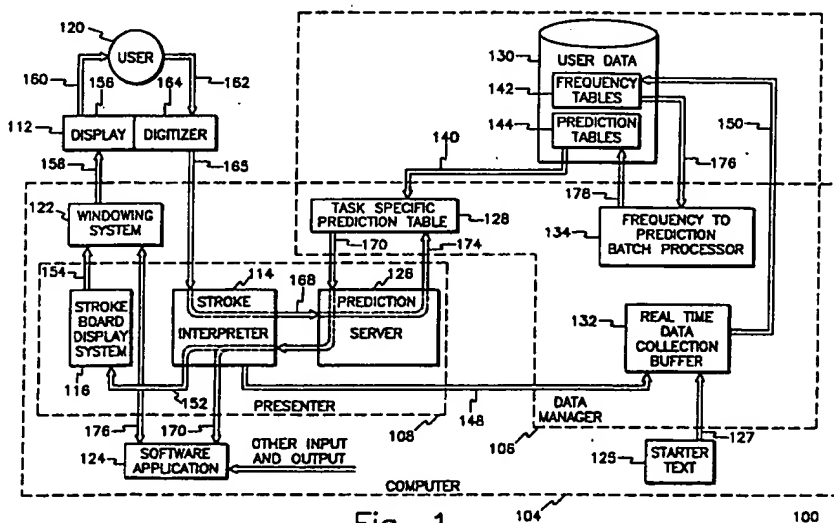 120
USER
160
156
164
162
112
DISPLAY
DIGITIZER
158
165
122
WINDOWING
SYSTEM
154
STROKE
BOARD
DISPLAY
SYSTEM
116
114
STROKE
INTERPRETER
168
126
PREDICTION
SERVER
152
PRESENTER
108
176
170
124
SOFTWARE
APPLICATION
OTHER INPUT
AND OUTPUT
COMPUTER
104
130
USER DATA
142
FREQUENCY
TABLES
144
PREDICTION
TABLES
140
150
176
178
TASK SPECIFIC
PREDICTION TABLE
128
170
174
134
FREQUENCY TO
PREDICTION
BATCH PROCESSOR
132
REAL TIME
DATA
COLLECTION
BUFFER
148
DATA
MANAGER
106
127
125
STARTER
TEXT
Fig. 1
100